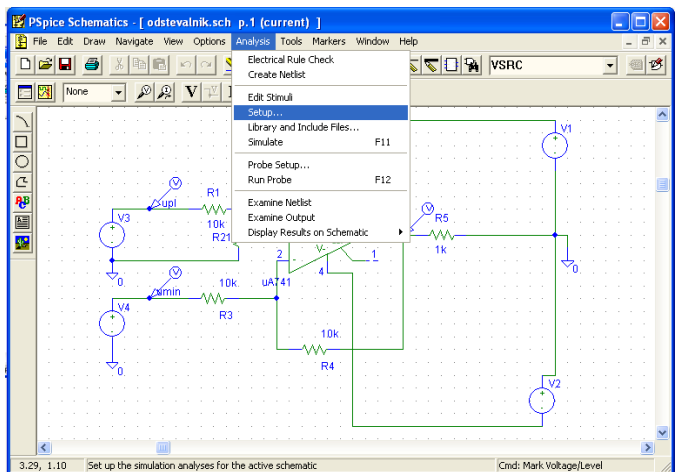 PSpice Schematics - [ odstevalnik.sch p.1 (current) ]
File Edit Draw Navigate View Options Analysis Tools Markers Window Help
VSRC
None
V
Electrical Rule Check
Create Netlist
Edit Stimuli
Setup...
Library and Include Files...
Simulate F11
Probe Setup...
Run Probe F12
Examine Netlist
Examine Output
Display Results on Schematic
V1
+
-
R1
upl
10k
R21
V3
0
R5
1k
0
V-
2
4
1
uA741
umin
10k
R3
V4
0
10k
R4
V2
3.29, 1.10 Set up the simulation analyses for the active schematic Cmd: Mark Voltage/Level